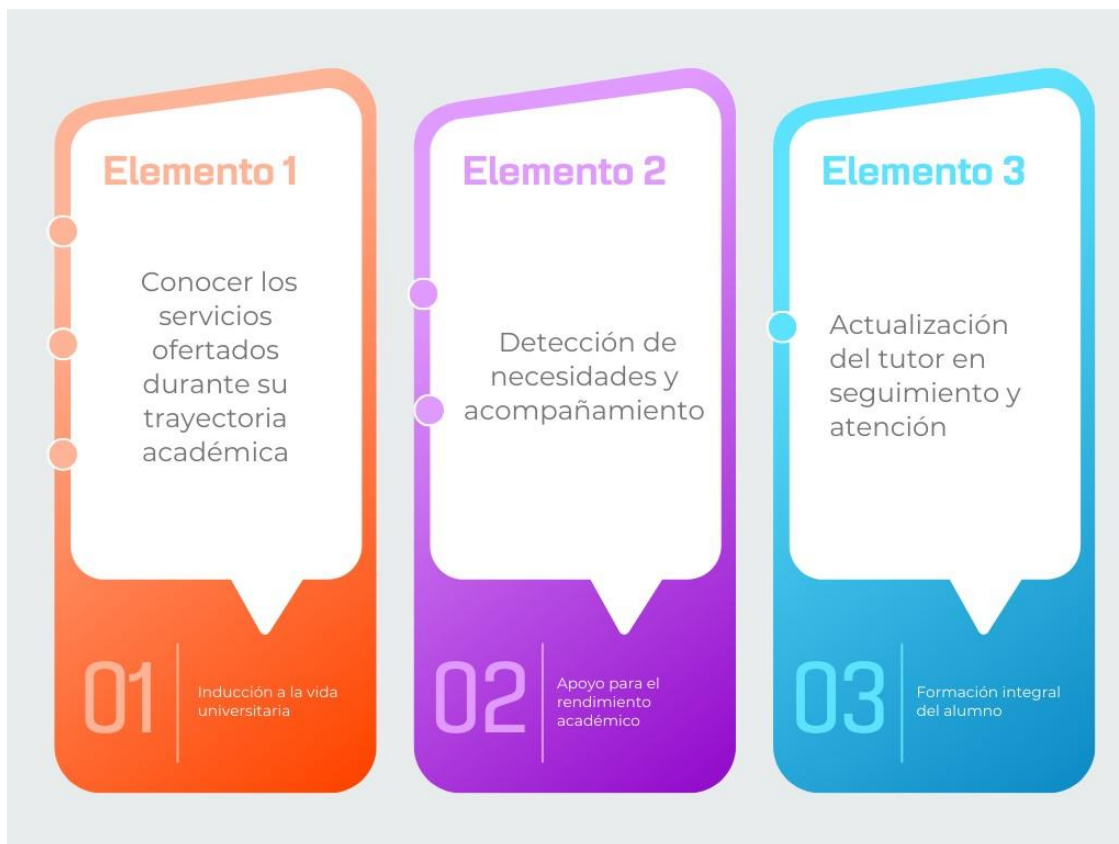 Elemento 1
Conocer los
servicios
ofertados
durante su
trayectoria
académica
01
Inducción a la vida
universitaria
Elemento 2
Detección de
necesidades y
acompañamiento
02
Apoyo para el
rendimiento
académico
Elemento 3
Actualización
del tutor en
seguimiento y
atención
03
Formación integral
del alumno